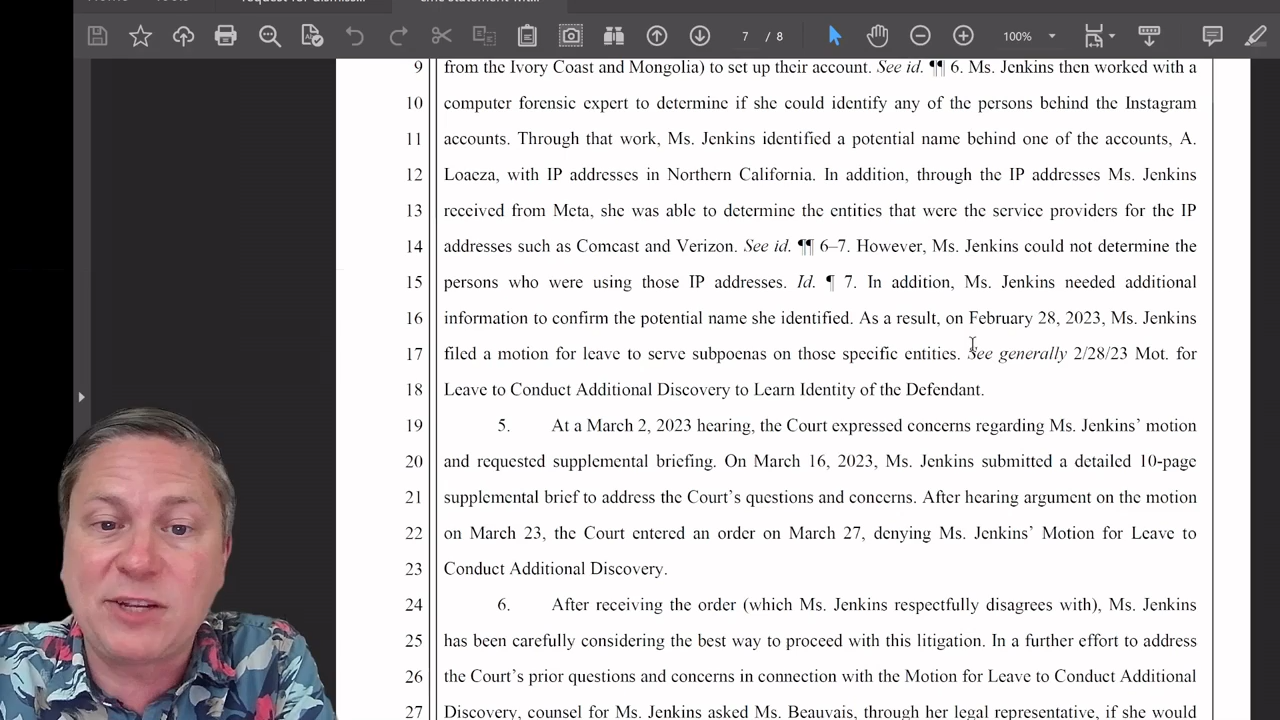 7 / 8 100%
9 from the Ivory Coast and Mongolia) to set up their account. See id. ¶¶ 6. Ms. Jenkins then worked with a
10 computer forensic expert to determine if she could identify any of the persons behind the Instagram
11 accounts. Through that work, Ms. Jenkins identified a potential name behind one of the accounts, A.
12 Loaeza, with IP addresses in Northern California. In addition, through the IP addresses Ms. Jenkins
13 received from Meta, she was able to determine the entities that were the service providers for the IP
14 addresses such as Comcast and Verizon. See id. ¶¶ 6–7. However, Ms. Jenkins could not determine the
15 persons who were using those IP addresses. Id. ¶ 7. In addition, Ms. Jenkins needed additional
16 information to confirm the potential name she identified. As a result, on February 28, 2023, Ms. Jenkins
17 filed a motion for leave to serve subpoenas on those specific entities. See generally 2/28/23 Mot. for
18 Leave to Conduct Additional Discovery to Learn Identity of the Defendant.
19 5. At a March 2, 2023 hearing, the Court expressed concerns regarding Ms. Jenkins’ motion
20 and requested supplemental briefing. On March 16, 2023, Ms. Jenkins submitted a detailed 10-page
21 supplemental brief to address the Court’s questions and concerns. After hearing argument on the motion
22 on March 23, the Court entered an order on March 27, denying Ms. Jenkins’ Motion for Leave to
23 Conduct Additional Discovery.
24 6. After receiving the order (which Ms. Jenkins respectfully disagrees with), Ms. Jenkins
25 has been carefully considering the best way to proceed with this litigation. In a further effort to address
26 the Court’s prior questions and concerns in connection with the Motion for Leave to Conduct Additional
27 Discovery, counsel for Ms. Jenkins asked Ms. Beauvais, through her legal representative, if she would